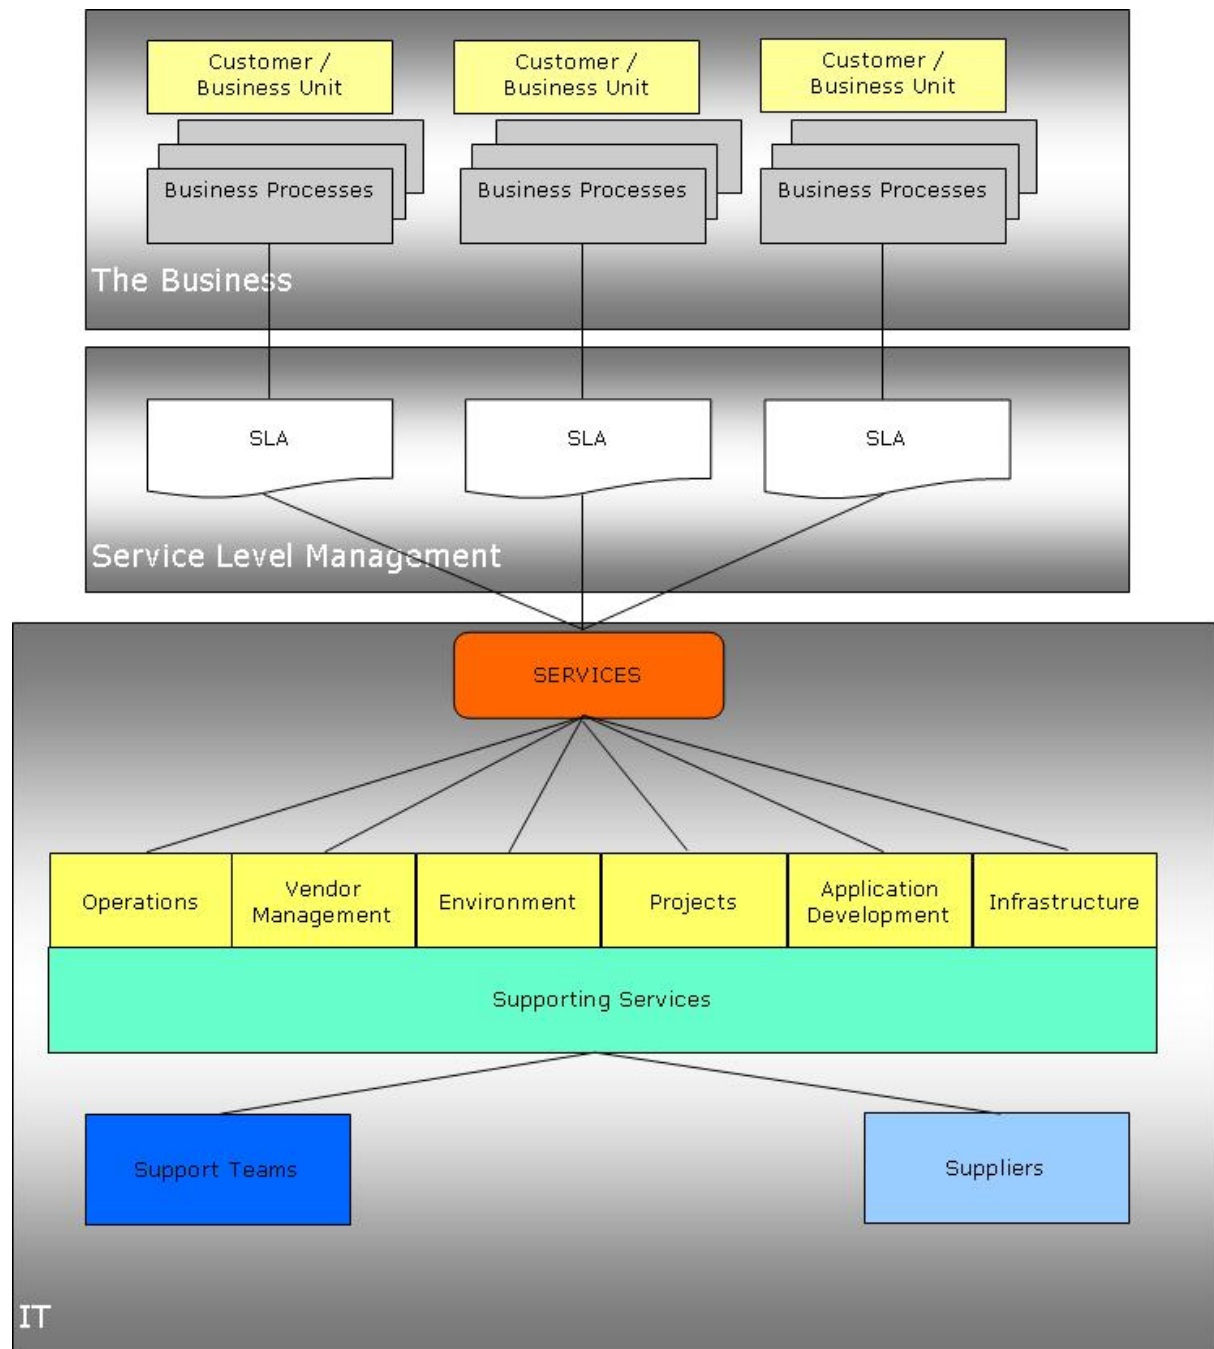 Customer /
Business Unit
Customer /
Business Unit
Customer /
Business Unit
Business Processes
Business Processes
Business Processes
The Business
SLA
SLA
SLA
Service Level Management
SERVICES
Operations
Vendor
Management
Environment
Projects
Application
Development
Infrastructure
Supporting Services
Support Teams
Suppliers
IT